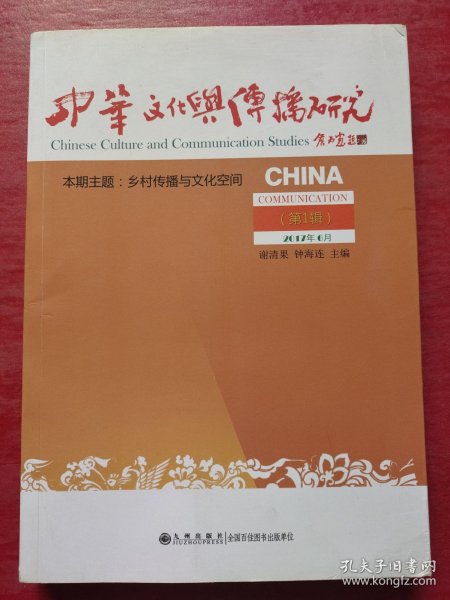 中華文化與傳播研究
Chinese Culture and Communication Studies
本期主题：乡村传播与文化空间
CHINA
COMMUNICATION
（第1辑）
2017年6月
谢清果 钟海连 主编
九州出版社
JIUZHOUPRESS
全国百佳图书出版单位
孔夫子旧书网
www.kongfz.com